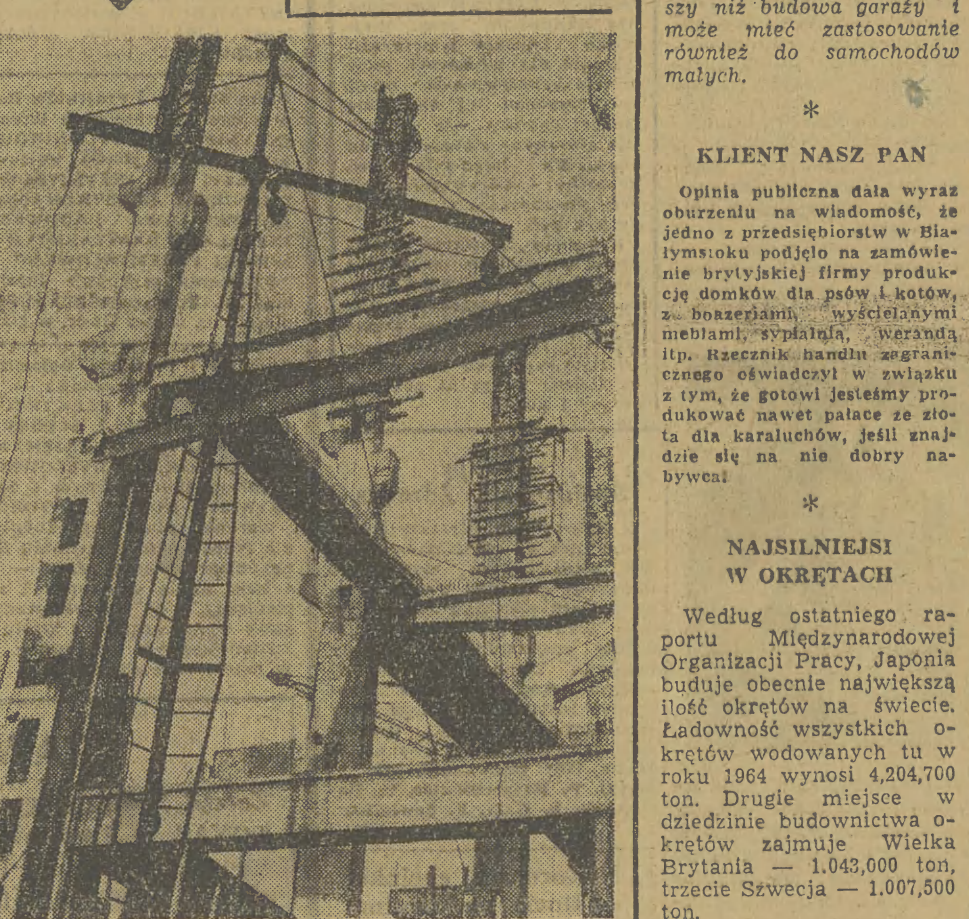 szy niż budowa garaży i
może mieć zastosowanie
również do samochodów
małych.
*
KLIENT NASZ PAN
Opinia publiczna dała wyraz
oburzeniu na wiadomość, że
jedno z przedsiębiorstw w Bia-
łymstoku podjęło na zamówie-
nie brytyjskiej firmy produk-
cję domków dla psów i kotów,
z boazeriami, wyścielanymi
meblami, sypialnią, werandą
itp. Rzecznik handlu zagrani-
cznego oświadczył w związku
z tym, że gotowi jesteśmy pro-
dukować nawet pałace ze zło-
ta dla karaluchów, jeśli znaj-
dzie się na nie dobry na-
bywca.
*
NAJSILNIEJSI
W OKRĘTACH
Według ostatniego ra-
portu Międzynarodowej
Organizacji Pracy, Japonia
buduje obecnie największą
ilość okrętów na świecie.
Ładowność wszystkich o-
krętów wodowanych tu w
roku 1964 wynosi 4,204,700
ton. Drugie miejsce w
dziedzinie budownictwa o-
krętów zajmuje Wielka
Brytania — 1.043,000 ton,
trzecie Szwecja — 1.007,500
ton.